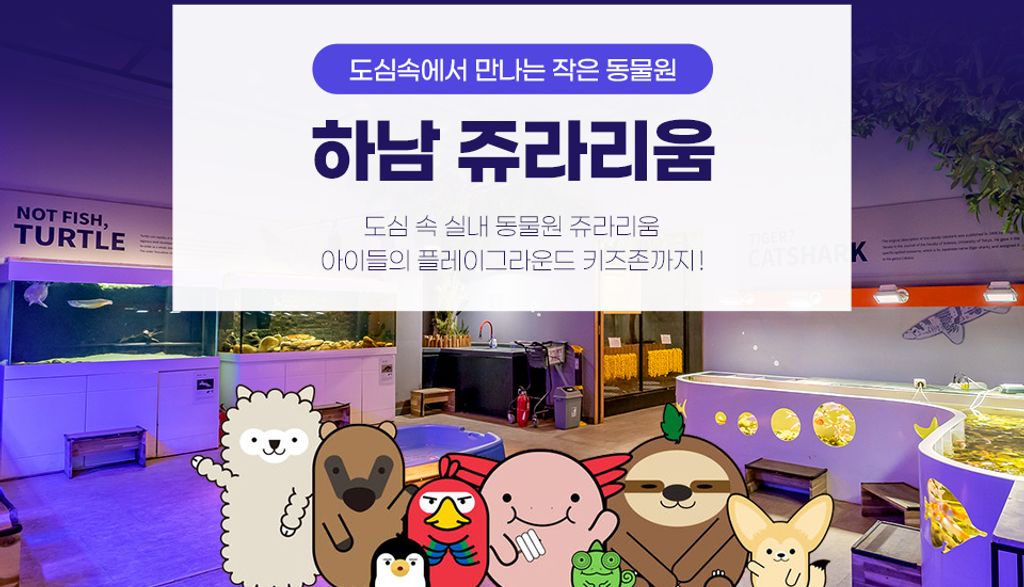 도심속에서 만나는 작은 동물원
하남 쥬라리움
도심 속 실내 동물원 쥬라리움
아이들의 플레이그라운드 키즈존까지!
NOT FISH,
TURTLE
TIGER?
CATSHARK